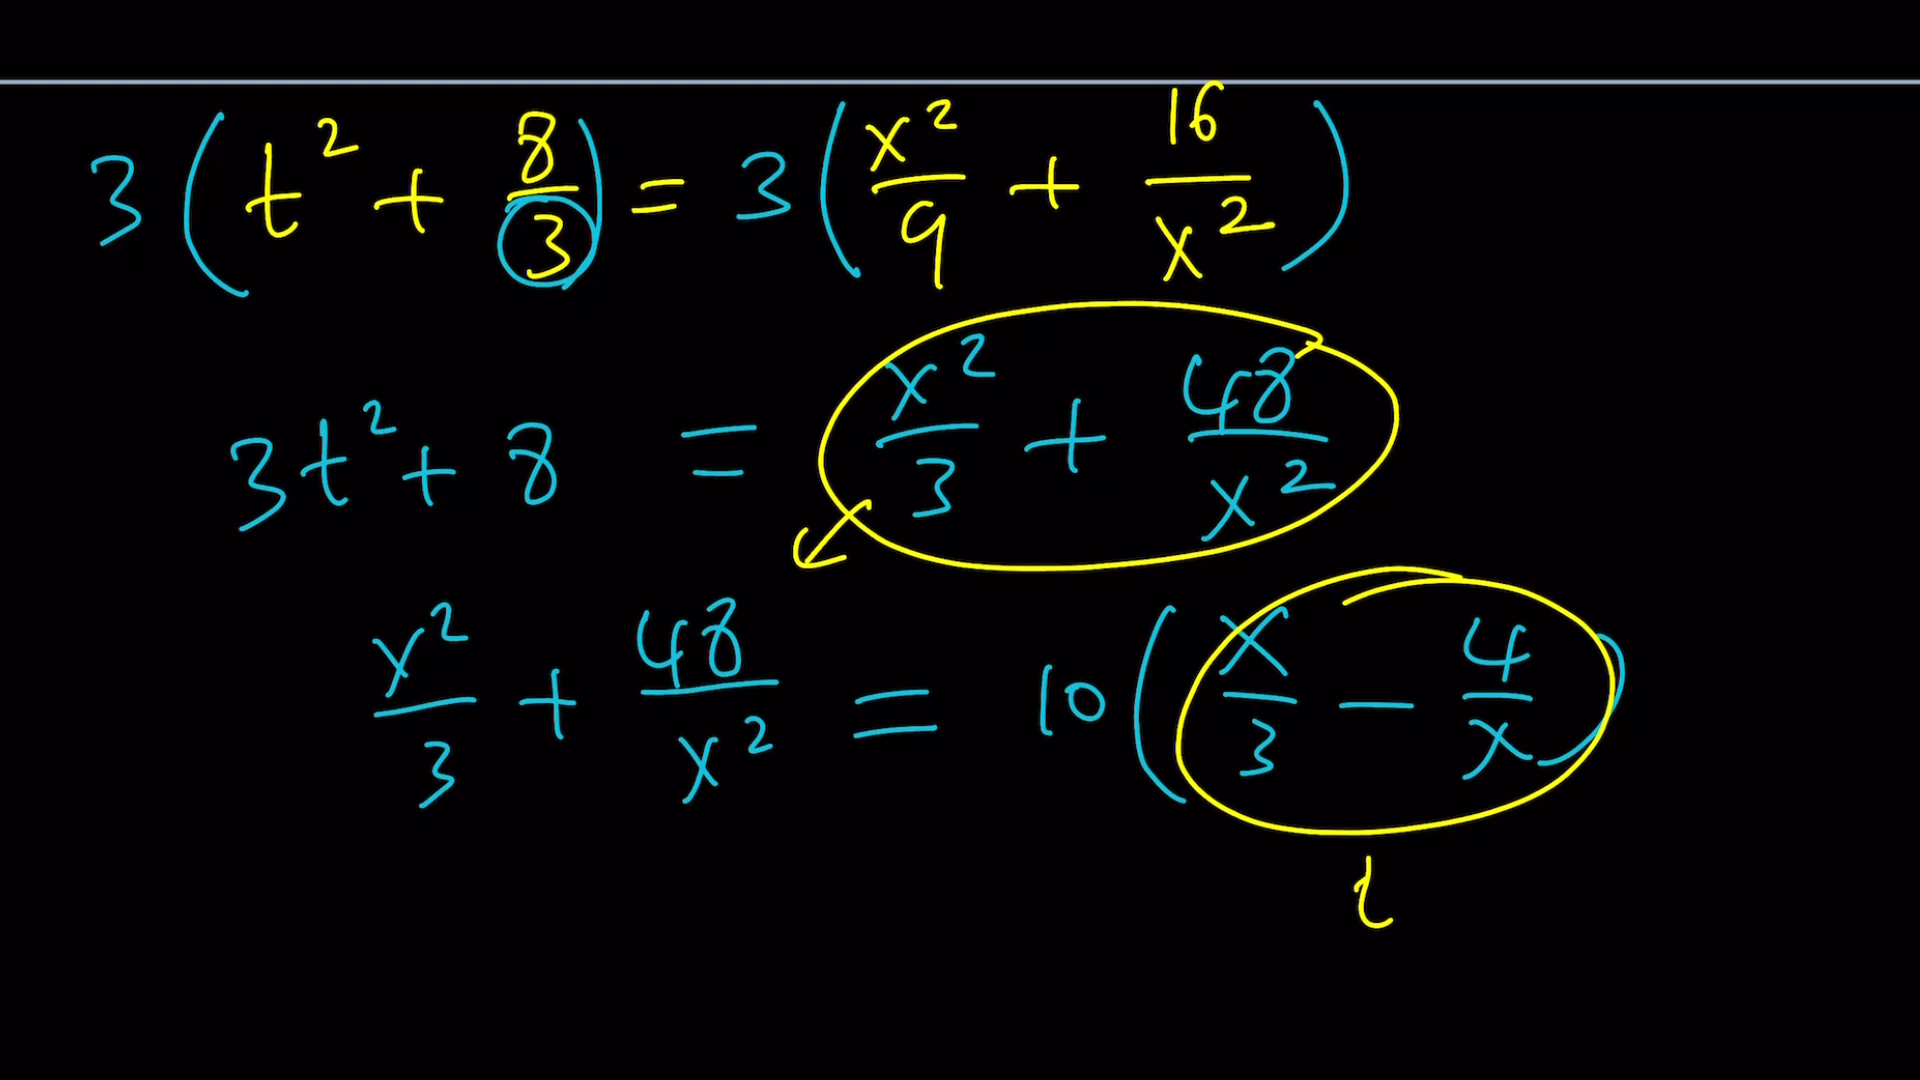 3(t² + 8/3) = 3(x²/9 + 16/x²)
3t² + 8 = x²/3 + 48/x²
x²/3 + 48/x² = 10(x/3 − 4/x)
t